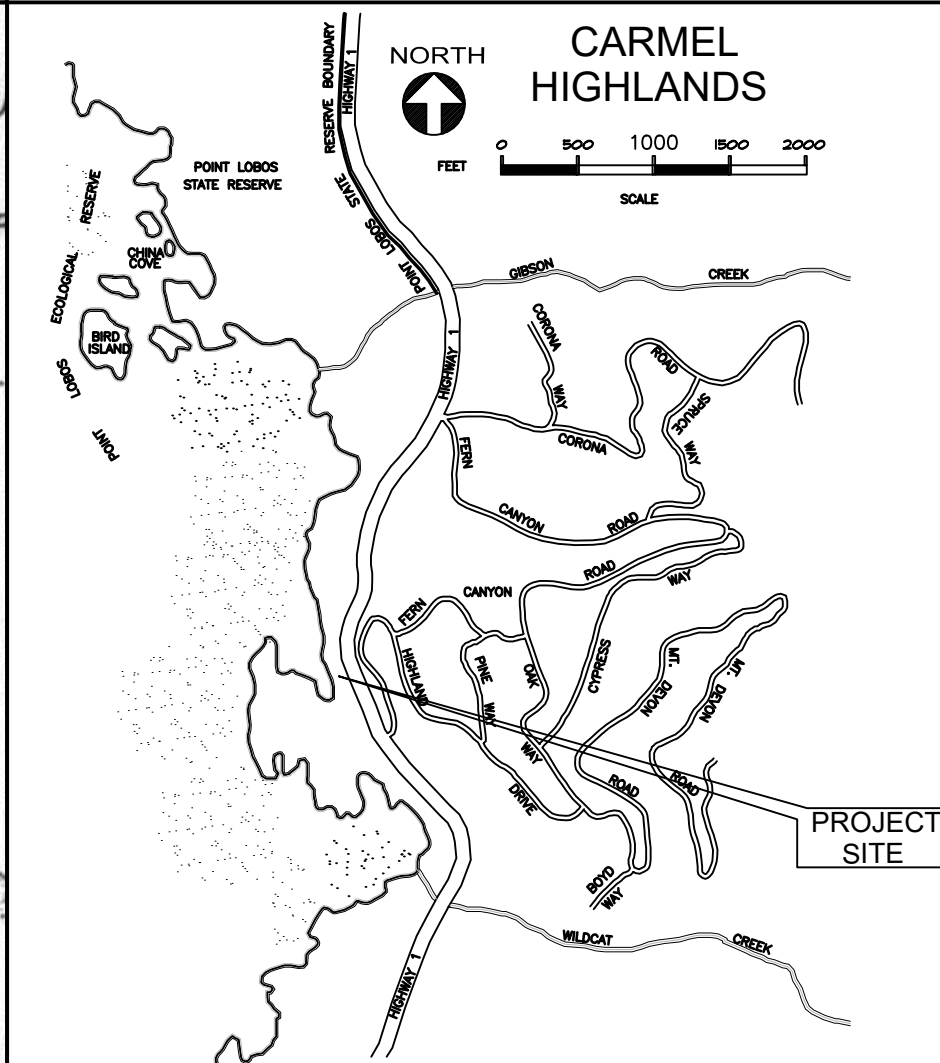 CARMEL
HIGHLANDS
NORTH
FEET
0 500 1000 1500 2000
SCALE
RESERVE BOUNDARY
HIGHWAY 1
STATE
POINT LOBOS
POINT LOBOS
STATE RESERVE
RESERVE
ECOLOGICAL
LOBOS
POINT
CHINA
COVE
BIRD
ISLAND
GIBSON
CREEK
HIGHWAY 1
CORONA
WAY
CORONA
ROAD
SPRUCE
WAY
FERN
CANYON
ROAD
FERN
CANYON
ROAD
WAY
CYPRESS
HIGHLAND
DRIVE
PINE
WAY
OAK
WAY
MT.
DEVON
ROAD
MT. DEVON
ROAD
BOYD
WAY
PROJECT
SITE
WILDCAT
CREEK
HIGHWAY 1